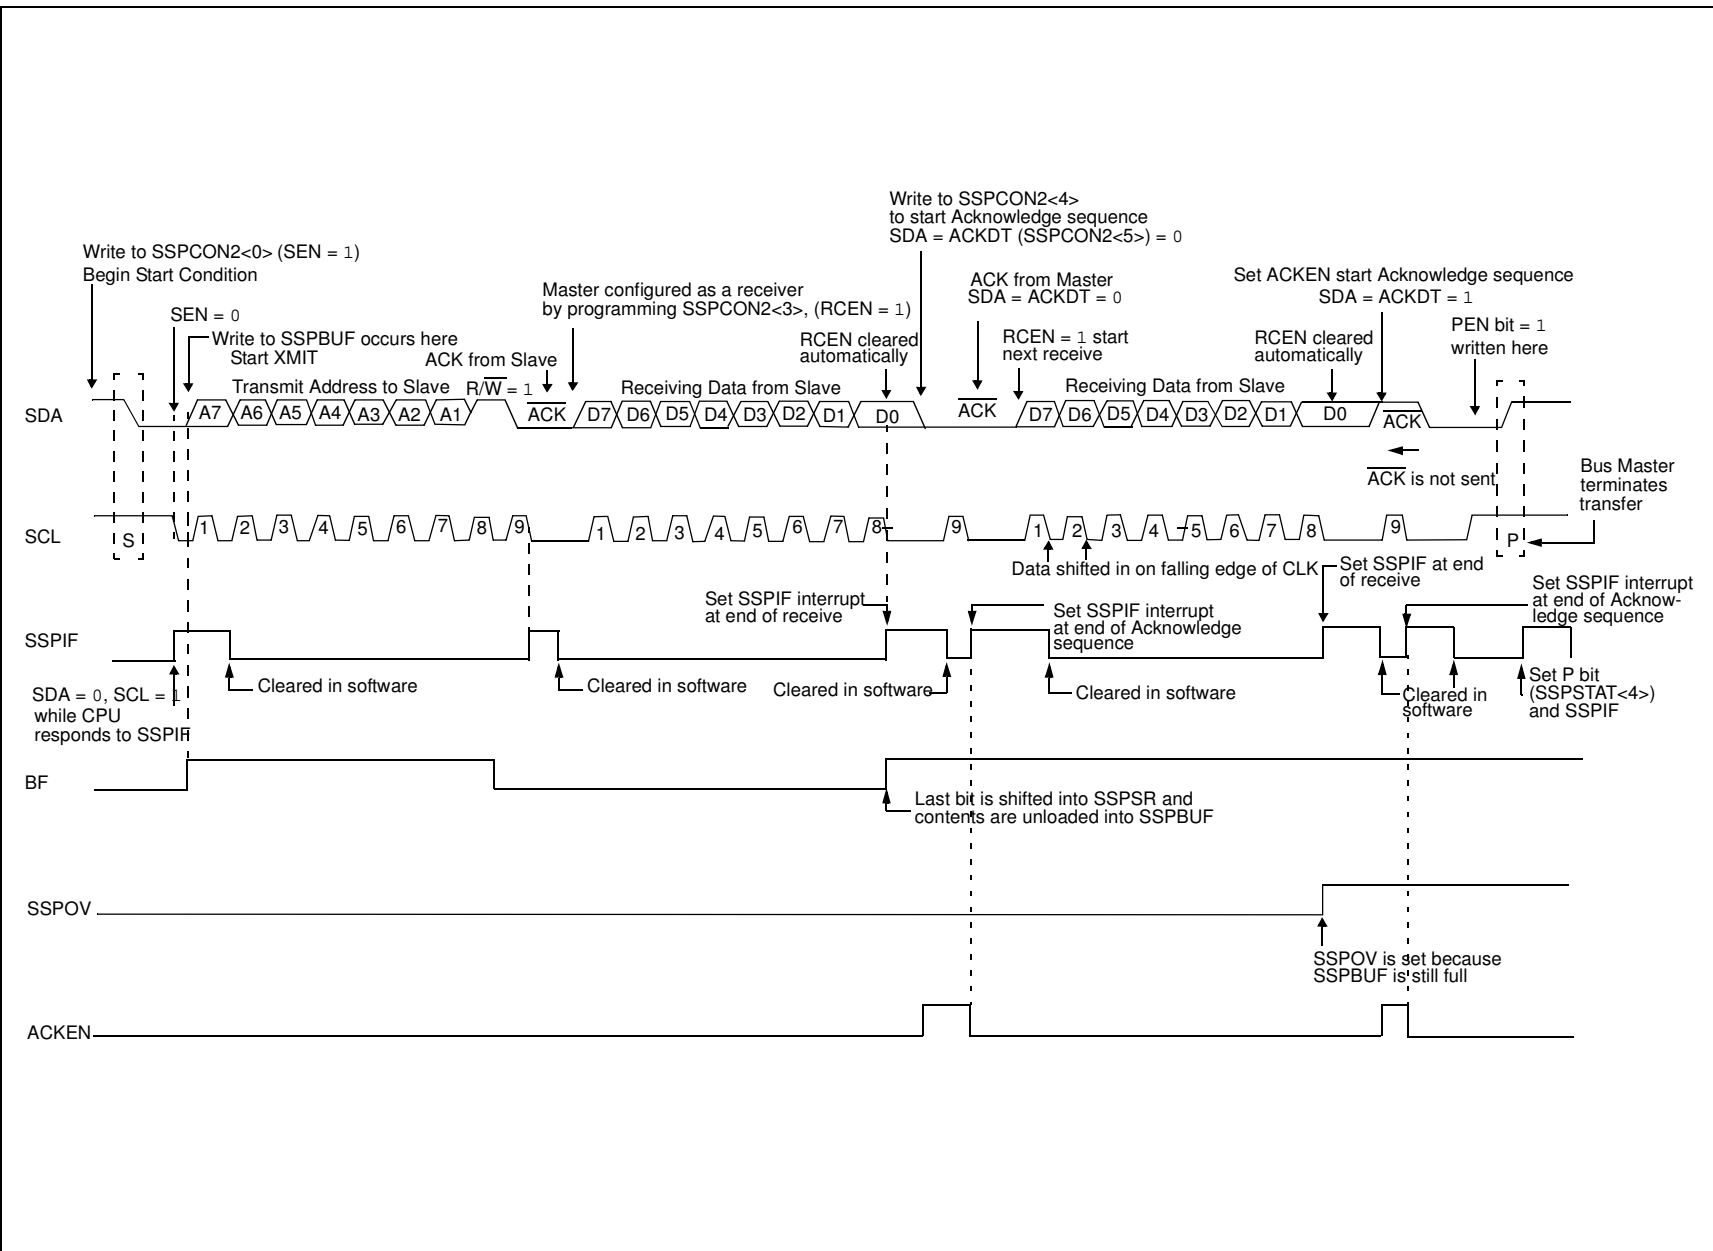 Write to SSPCON2<4>
to start Acknowledge sequence
SDA = ACKDT (SSPCON2<5>) = 0
Write to SSPCON2<0> (SEN = 1)
Begin Start Condition
ACK from Master
SDA = ACKDT = 0
Set ACKEN start Acknowledge sequence
SDA = ACKDT = 1
Master configured as a receiver
by programming SSPCON2<3>, (RCEN = 1)
SEN = 0
PEN bit = 1
written here
Write to SSPBUF occurs here
Start XMIT
RCEN cleared
automatically
RCEN = 1 start
next receive
RCEN cleared
automatically
ACK from Slave
Transmit Address to Slave
R/W = 1
Receiving Data from Slave
Receiving Data from Slave
SDA
A7 A6 A5 A4 A3 A2 A1 ACK D7 D6 D5 D4 D3 D2 D1 D0 ACK D7 D6 D5 D4 D3 D2 D1 D0 ACK
ACK is not sent
Bus Master
terminates
transfer
SCL
S 1 2 3 4 5 6 7 8 9 1 2 3 4 5 6 7 8 9 1 2 3 4 5 6 7 8 9 P
Data shifted in on falling edge of CLK
Set SSPIF at end
of receive
Set SSPIF interrupt
at end of receive
Set SSPIF interrupt
at end of Acknowledge
sequence
Set SSPIF interrupt
at end of Acknow-
ledge sequence
SSPIF
SDA = 0, SCL = 1
while CPU
responds to SSPIF
Cleared in software
Cleared in software
Cleared in software
Cleared in software
Cleared in
software
Set P bit
(SSPSTAT<4>)
and SSPIF
BF
Last bit is shifted into SSPSR and
contents are unloaded into SSPBUF
SSPOV
SSPOV is set because
SSPBUF is still full
ACKEN